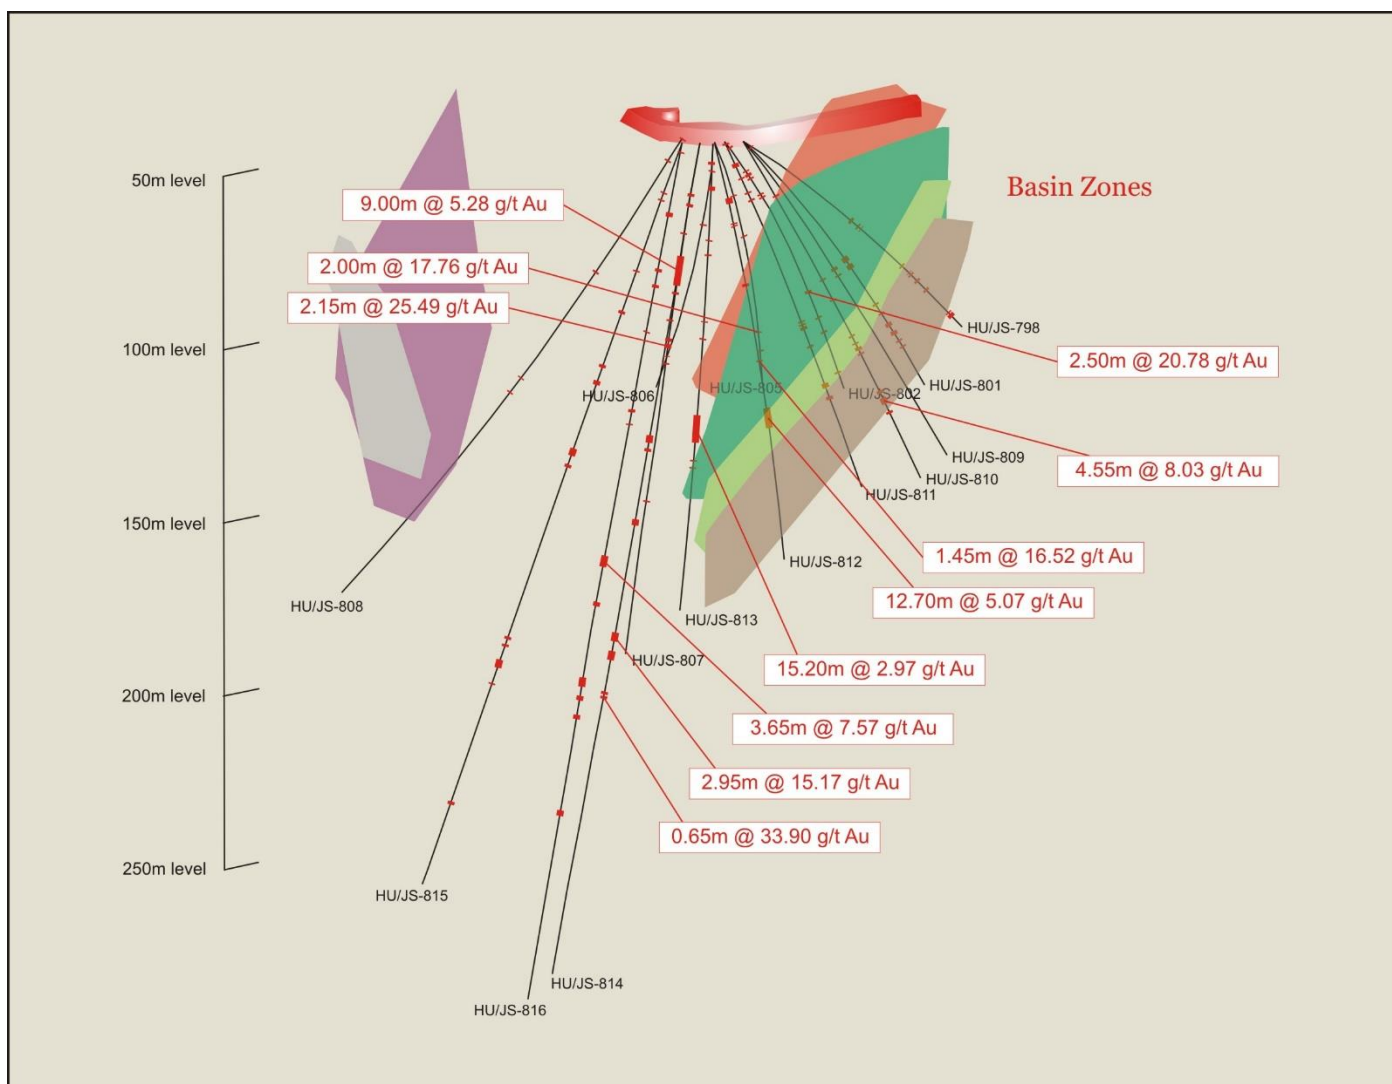 50m level
Basin Zones
9.00m @ 5.28 g/t Au
2.00m @ 17.76 g/t Au
2.15m @ 25.49 g/t Au
HU/JS-798
100m level
2.50m @ 20.78 g/t Au
HU/JS-801
HU/JS-805
HU/JS-802
HU/JS-806
HU/JS-809
4.55m @ 8.03 g/t Au
HU/JS-810
HU/JS-811
150m level
1.45m @ 16.52 g/t Au
HU/JS-812
HU/JS-808
12.70m @ 5.07 g/t Au
HU/JS-813
HU/JS-807
15.20m @ 2.97 g/t Au
200m level
3.65m @ 7.57 g/t Au
2.95m @ 15.17 g/t Au
0.65m @ 33.90 g/t Au
250m level
HU/JS-815
HU/JS-814
HU/JS-816